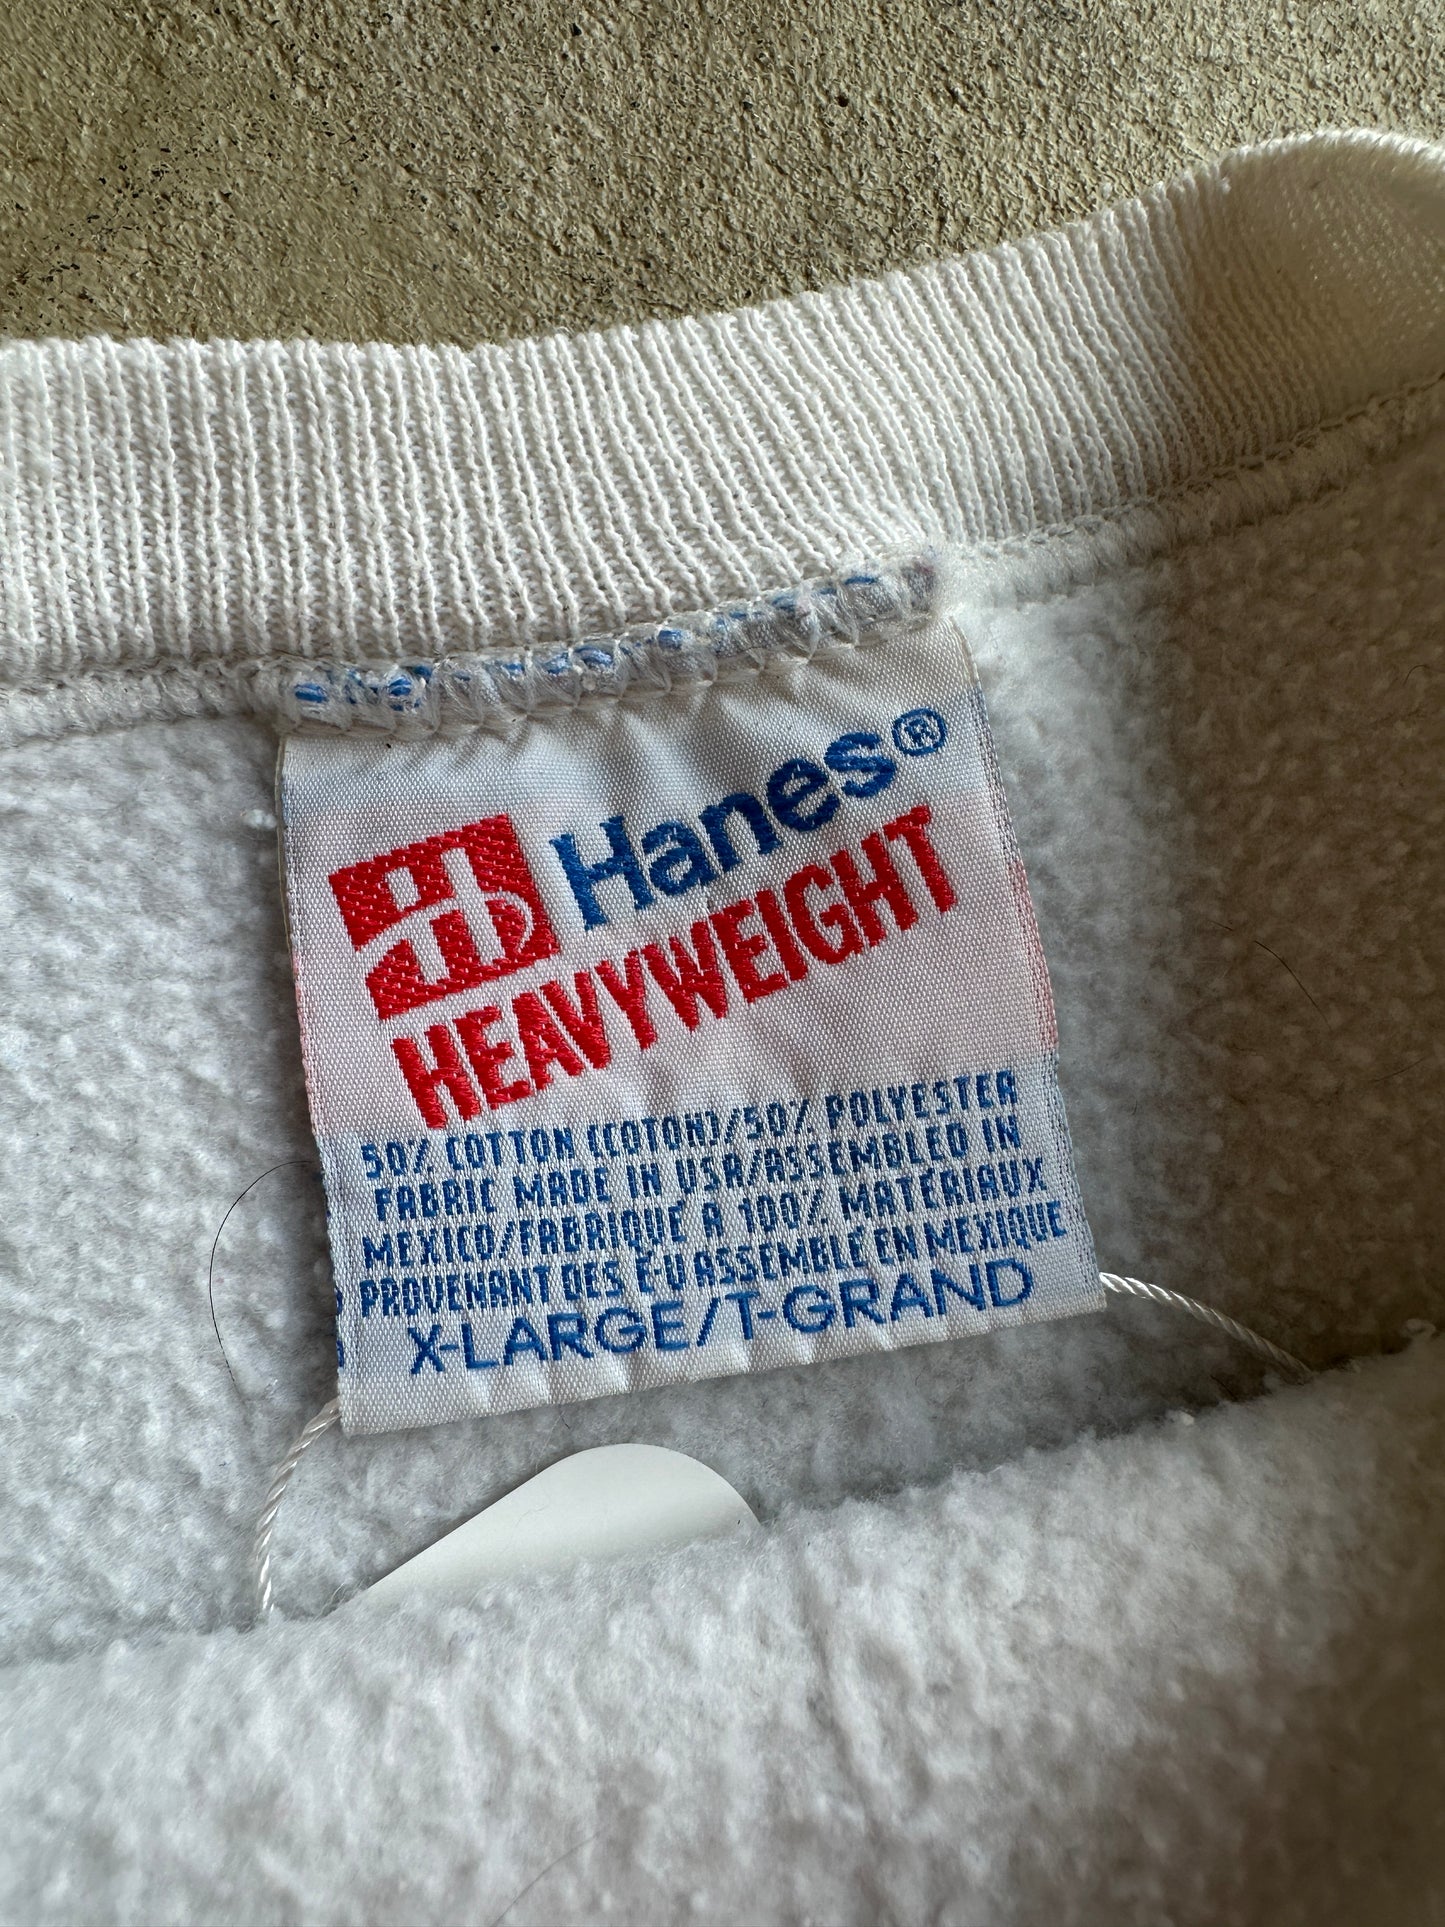 Hanes®
HEAVYWEIGHT
50% COTTON (COTON)/50% POLYESTER
FABRIC MADE IN USA/ASSEMBLED IN
MEXICO/FABRIQUÉ À 100% MATÉRIAUX
PROVENANT DES É-U ASSEMBLÉ EN MEXIQUE
X-LARGE/T-GRAND